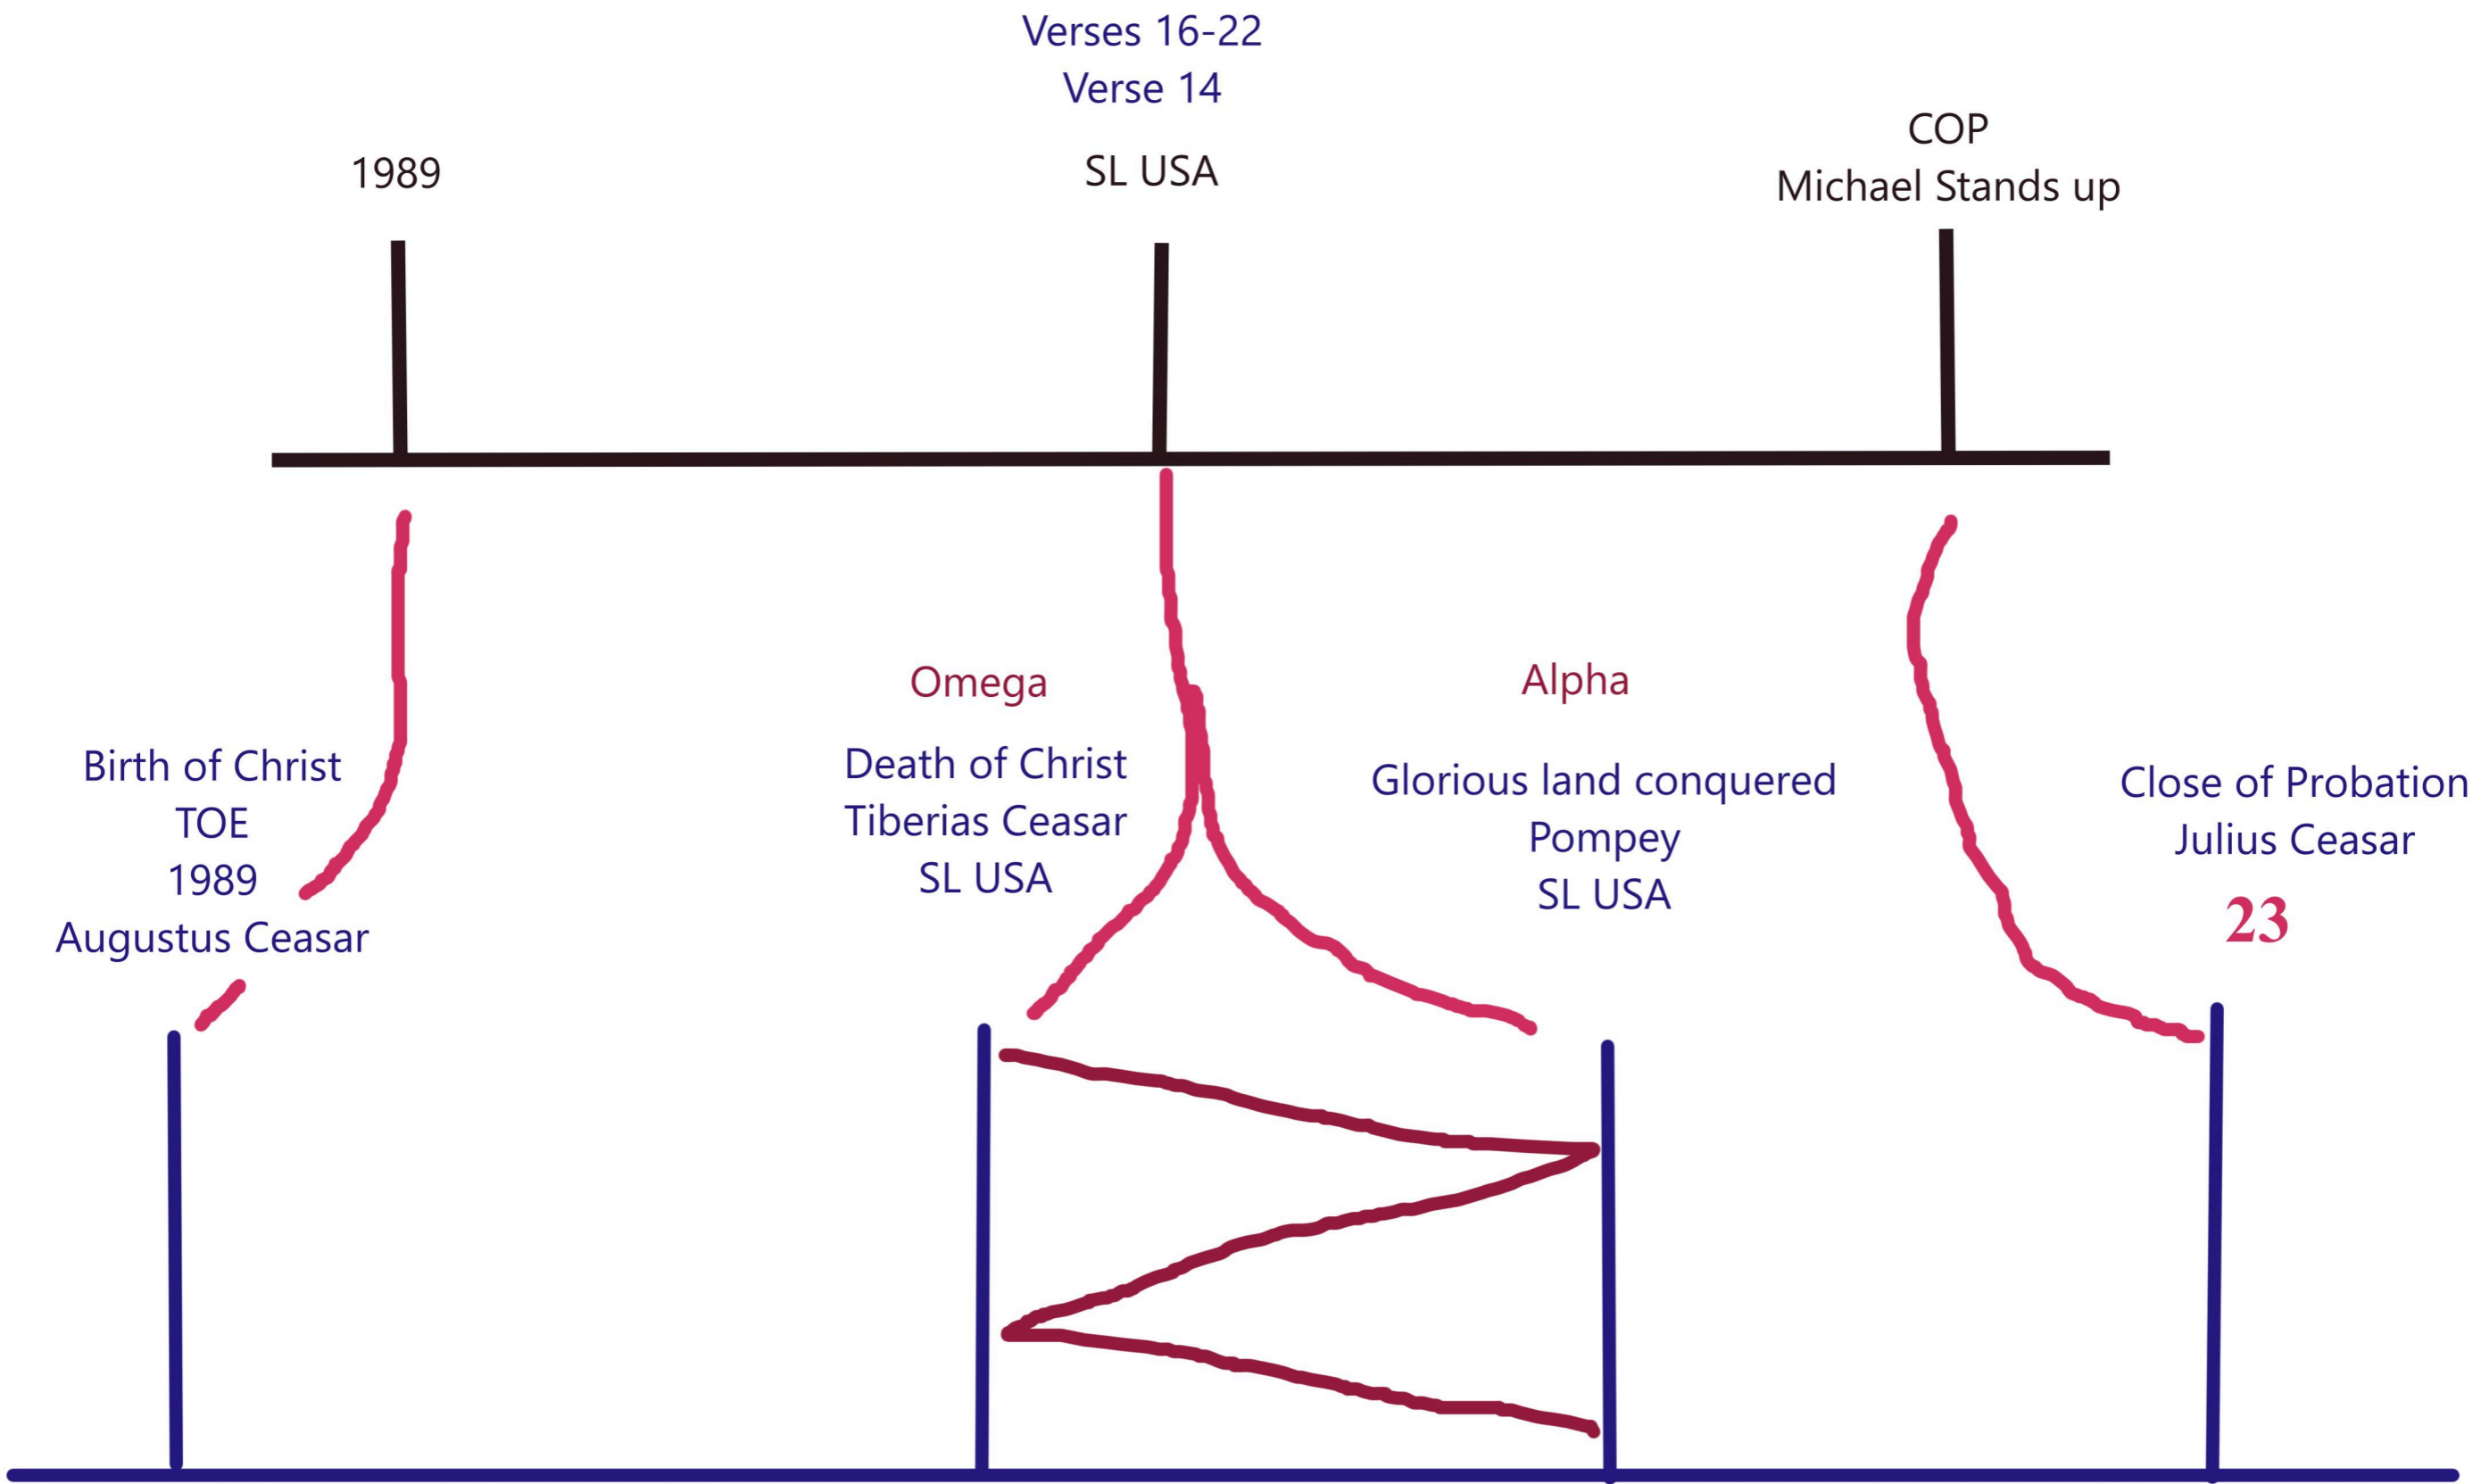 Verses 16-22
Verse 14
1989
SL USA
COP
Michael Stands up
Omega
Alpha
Birth of Christ
TOE
1989
Augustus Ceasar
Death of Christ
Tiberias Ceasar
SL USA
Glorious land conquered
Pompey
SL USA
Close of Probation
Julius Ceasar
23